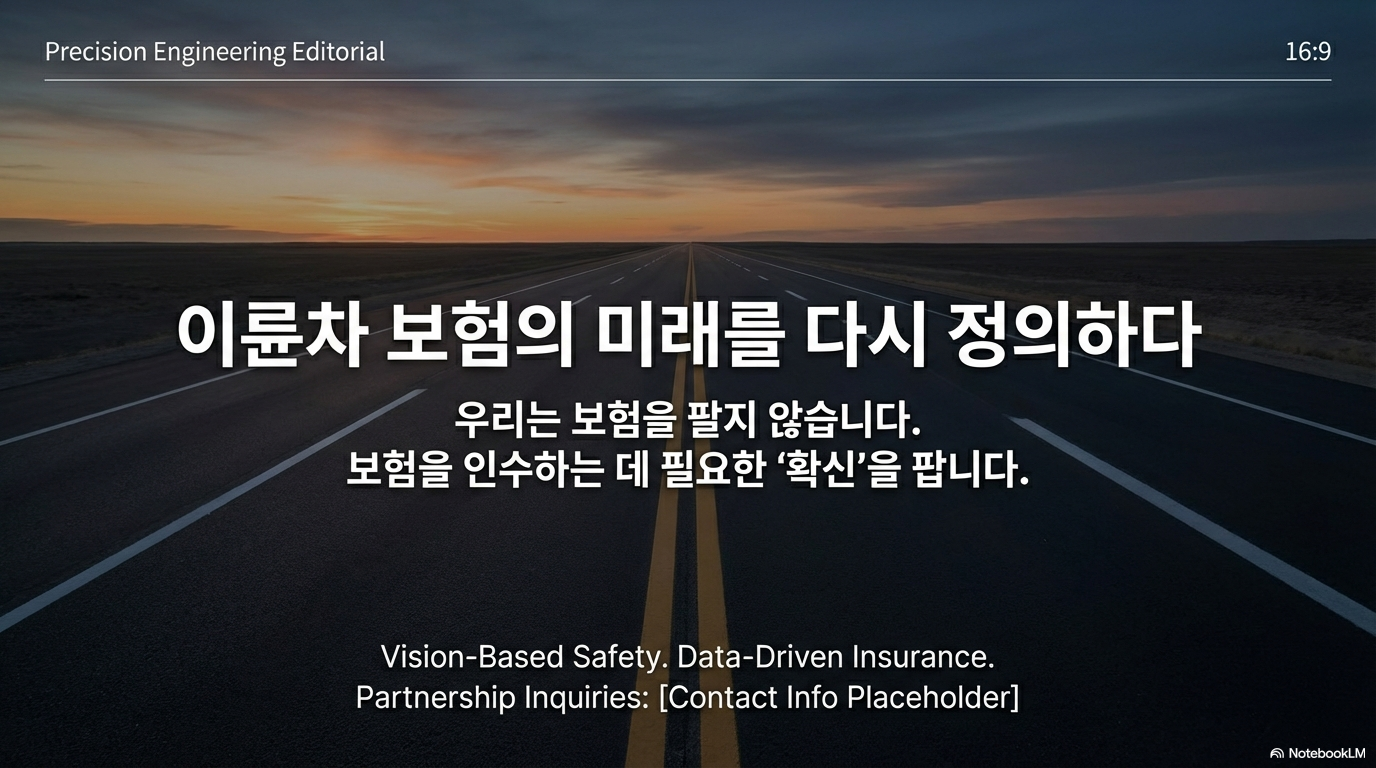 Precision Engineering Editorial
16:9
이륜차 보험의 미래를 다시 정의하다
우리는 보험을 팔지 않습니다.
보험을 인수하는 데 필요한 ‘확신’을 팝니다.
Vision-Based Safety. Data-Driven Insurance.
Partnership Inquiries: [Contact Info Placeholder]
NotebookLM